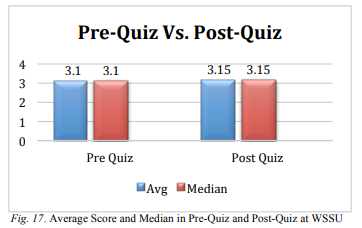 Pre-Quiz Vs. Post-Quiz
4
3
2
1
0
3.1 3.1 3.15 3.15
Pre Quiz Post Quiz
Avg Median
Fig. 17. Average Score and Median in Pre-Quiz and Post-Quiz at WSSU